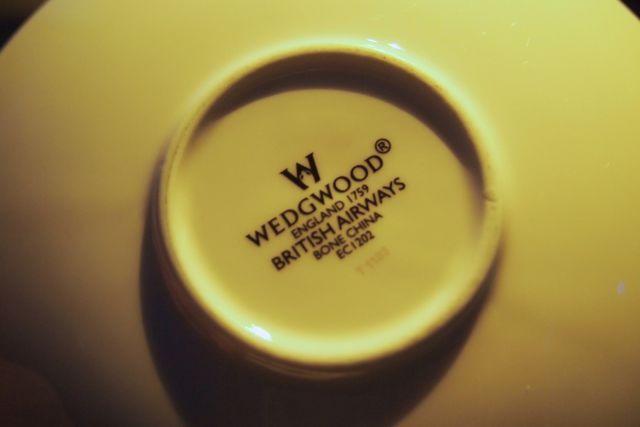 W
WEDGWOOD®
ENGLAND 1759
BRITISH AIRWAYS
BONE CHINA
EC1202